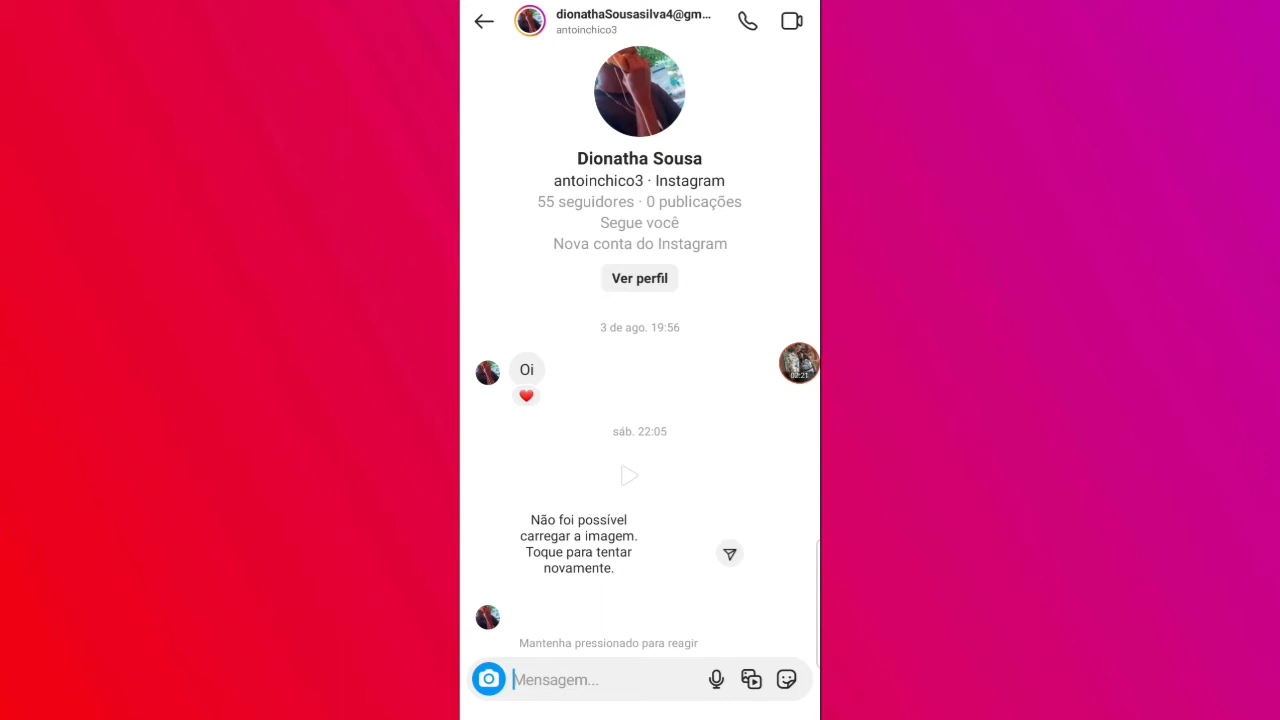 dionathaSousasilva4@gm...
antoinchico3
Dionatha Sousa
antoinchico3 · Instagram
55 seguidores · 0 publicações
Segue você
Nova conta do Instagram
Ver perfil
3 de ago. 19:56
Oi
02:21
sáb. 22:05
Não foi possível
carregar a imagem.
Toque para tentar
novamente.
Mantenha pressionado para reagir
Mensagem...